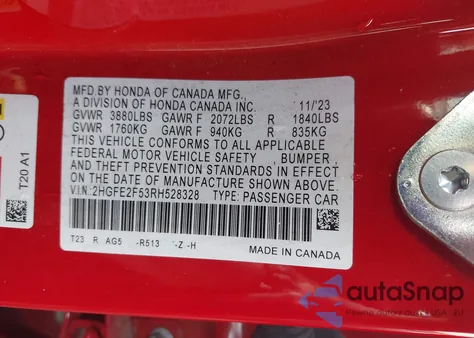 MFD.BY HONDA OF CANADA MFG.,
A DIVISION OF HONDA CANADA INC. 11/'23
GVWR 3880LBS GAWR F 2072LBS R 1840LBS
GVWR 1760KG GAWR F 940KG R 835KG
THIS VEHICLE CONFORMS TO ALL APPLICABLE
FEDERAL MOTOR VEHICLE SAFETY , BUMPER ,
AND THEFT PREVENTION STANDARDS IN EFFECT
ON THE DATE OF MANUFACTURE SHOWN ABOVE.
V.I.N:2HGFE2F53RH528328 TYPE: PASSENGER CAR
T23 R AG5 -R513 -Z -H
MADE IN CANADA
T20 A1
autoSnap